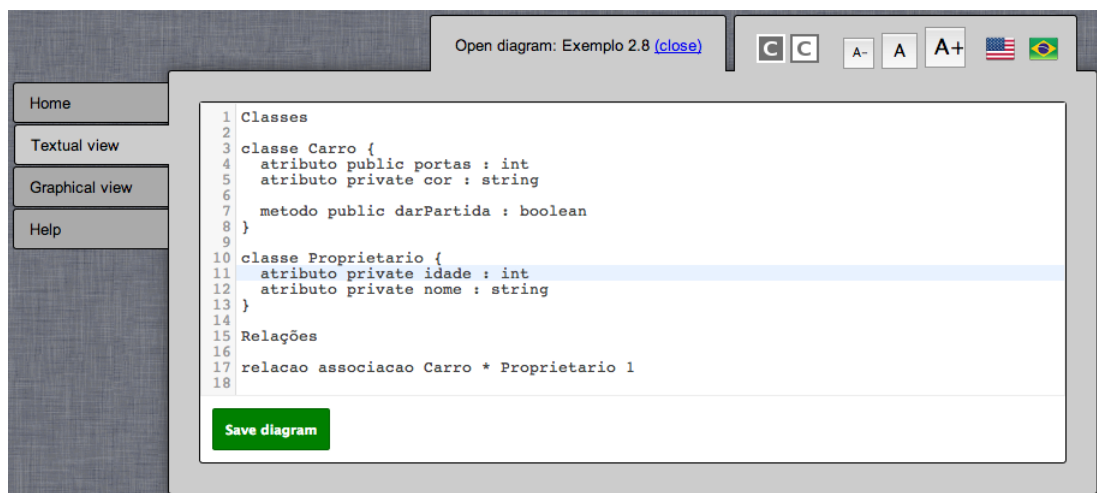 Open diagram: Exemplo 2.8 (close)
C C A- A A+
Home
Textual view
Graphical view
Help
1 Classes
2
3 classe Carro {
4 atributo public portas : int
5 atributo private cor : string
6
7 metodo public darPartida : boolean
8 }
9
10 classe Proprietario {
11 atributo private idade : int
12 atributo private nome : string
13 }
14
15 Relações
16
17 relacao associacao Carro * Proprietario 1
18
Save diagram